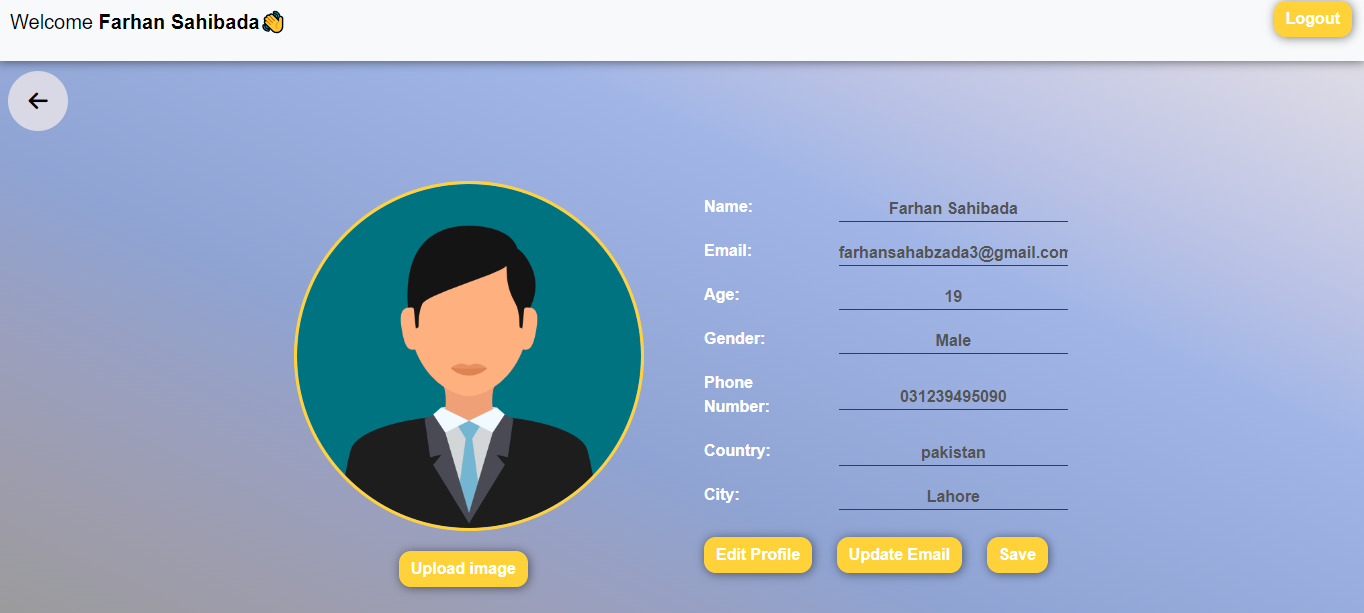 Welcome Farhan Sahibada👋
Logout
Name: Farhan Sahibada
Email: farhansahabzada3@gmail.com
Age: 19
Gender: Male
Phone
Number: 031239495090
Country: pakistan
City: Lahore
Edit Profile Update Email Save
Upload image